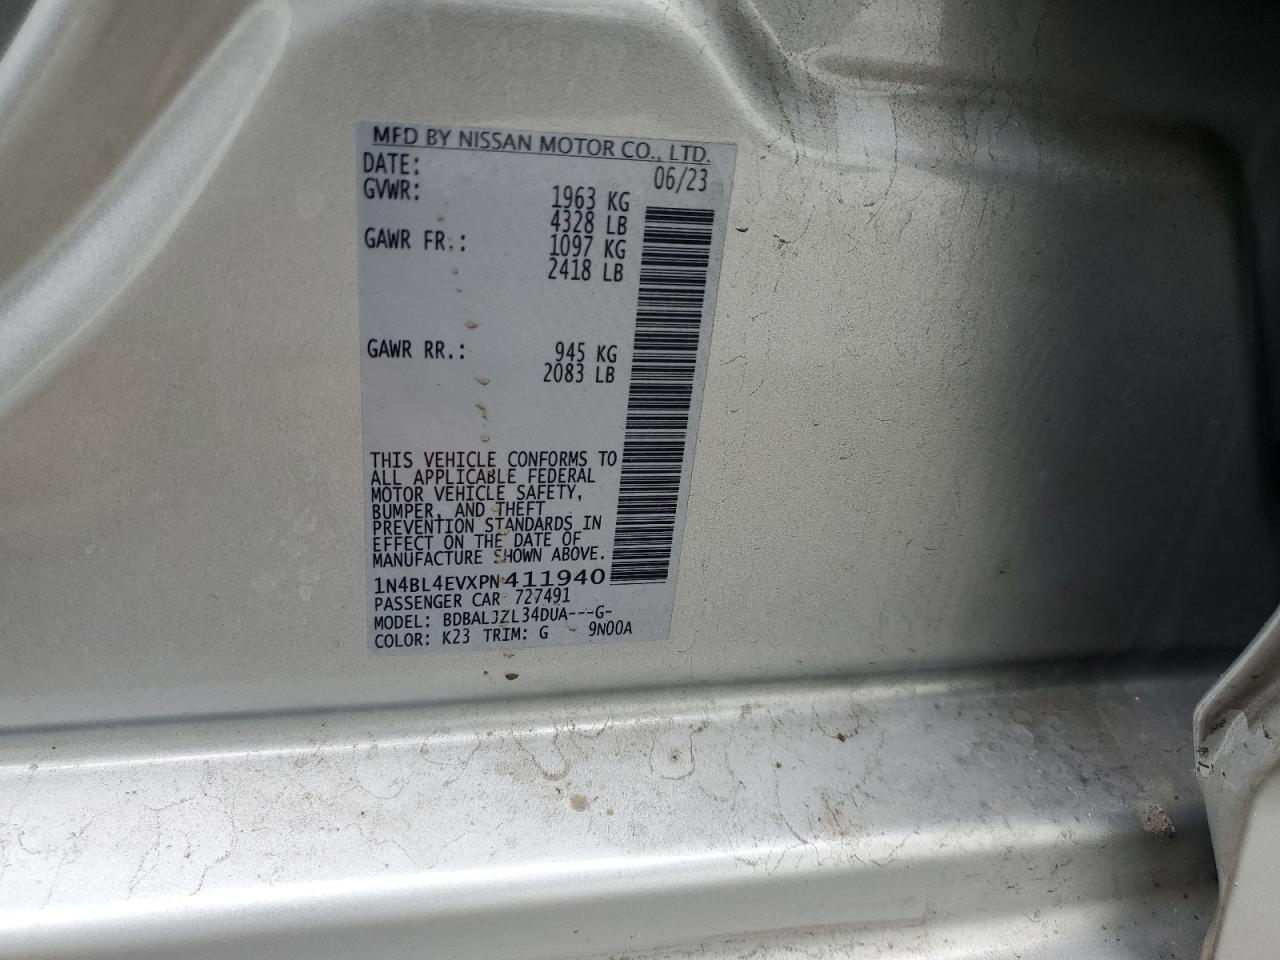 MFD BY NISSAN MOTOR CO., LTD.
DATE: 06/23
GVWR: 1963 KG
4328 LB
GAWR FR.: 1097 KG
2418 LB
GAWR RR.: 945 KG
2083 LB
THIS VEHICLE CONFORMS TO
ALL APPLICABLE FEDERAL
MOTOR VEHICLE SAFETY,
BUMPER, AND THEFT
PREVENTION STANDARDS IN
EFFECT ON THE DATE OF
MANUFACTURE SHOWN ABOVE.
1N4BL4EVXPN411940
PASSENGER CAR 727491
MODEL: BDBALJZL34DUA---G-
COLOR: K23 TRIM: G 9N00A